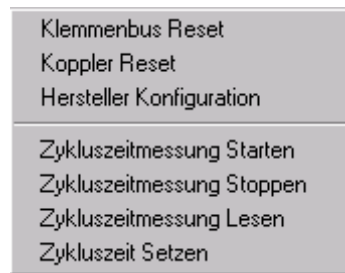 Klemmenbus Reset
Koppler Reset
Hersteller Konfiguration
Zykluszeitmessung Starten
Zykluszeitmessung Stoppen
Zykluszeitmessung Lesen
Zykluszeit Setzen